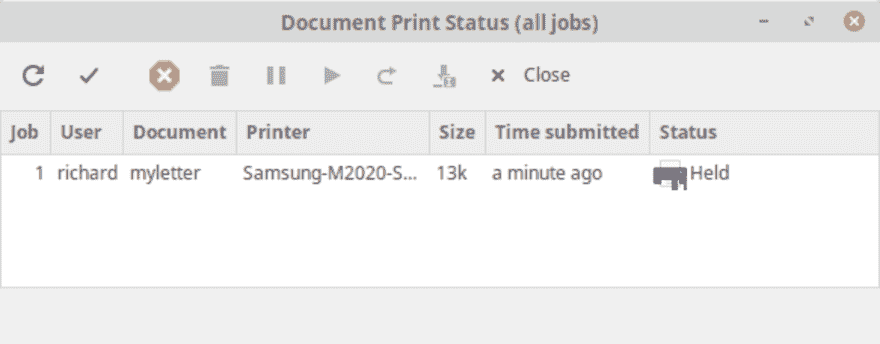 Document Print Status (all jobs)
Close
Job User Document Printer Size Time submitted Status
1 richard myletter Samsung-M2020-S... 13k a minute ago Held